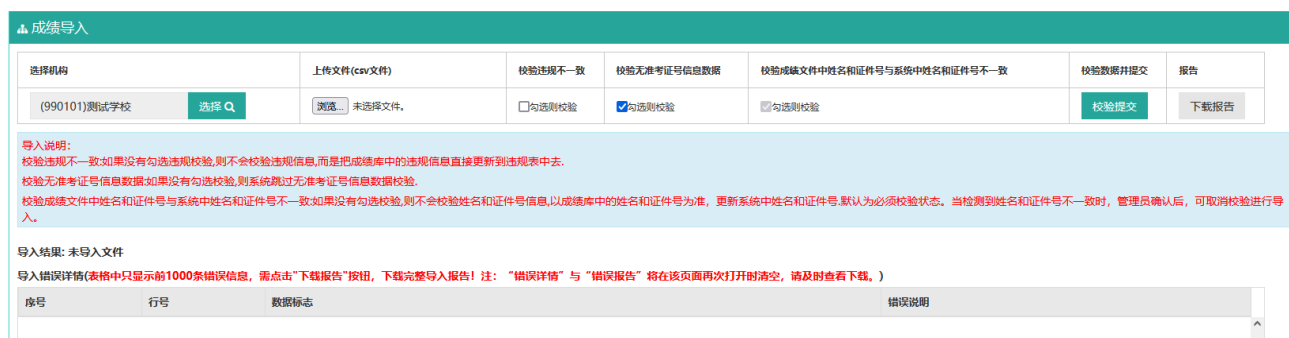 成绩导入
选择机构 上传文件(csv文件) 校验违规不一致 校验无准考证号信息数据 校验成绩文件中姓名和证件号与系统中姓名和证件号不一致 校验数据并提交 报告
(990101)测试学校 选择 浏览... 未选择文件。 勾选则校验 勾选则校验 勾选则校验 校验提交 下载报告
导入说明:
校验违规不一致:如果没有勾选违规校验,则不会校验违规信息,而是把成绩库中的违规信息直接更新到违规表中去.
校验无准考证号信息数据:如果没有勾选校验,则系统跳过无准考证号信息数据校验.
校验成绩文件中姓名和证件号与系统中姓名和证件号不一致:如果没有勾选校验,则不会校验姓名和证件号信息,以成绩库中的姓名和证件号为准，更新系统中姓名和证件号.默认为必须校验状态。当检测到姓名和证件号不一致时，管理员确认后，可取消校验进行导
入。
导入结果: 未导入文件
导入错误详情(表格中只显示前1000条错误信息，需点击"下载报告"按钮，下载完整导入报告！注：“错误详情”与“错误报告”将在该页面再次打开时清空，请及时查看下载。)
序号 行号 数据标志 错误说明